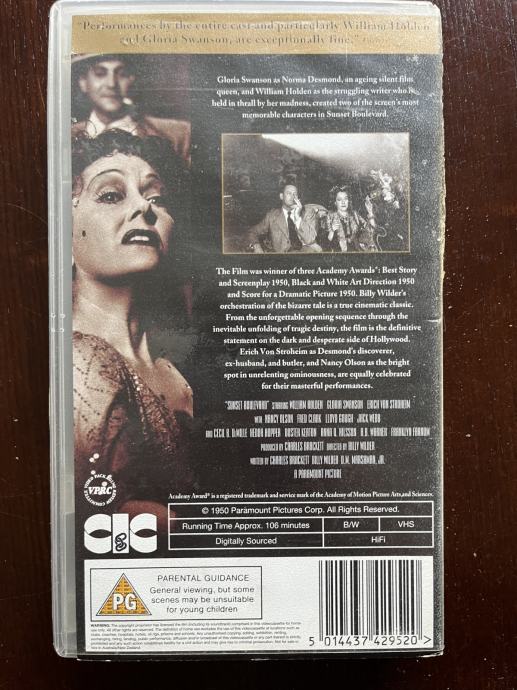 "Performances by the entire cast and particularly William Holden
and Gloria Swanson, are exceptionally fine."
Gloria Swanson as Norma Desmond, an ageing silent film
queen, and William Holden as the struggling writer who is
held in thrall by her madness, created two of the screen's most
memorable characters in Sunset Boulevard.
The Film was winner of three Academy Awards®: Best Story
and Screenplay 1950, Black and White Art Direction 1950
and Score for a Dramatic Picture 1950. Billy Wilder's
orchestration of the bizarre tale is a true cinematic classic.
From the unforgettable opening sequence through the
inevitable unfolding of tragic destiny, the film is the definitive
statement on the dark and desperate side of Hollywood.
Erich Von Stroheim as Desmond's discoverer,
ex-husband, and butler, and Nancy Olson as the bright
spot in unrelenting ominousness, are equally celebrated
for their masterful performances.
"SUNSET BOULEVARD" STARRING WILLIAM HOLDEN GLORIA SWANSON ERICH VON STROHEIM
WITH NANCY OLSON FRED CLARK LLOYD GOUGH JACK WEBB
AND CECIL B. DeMILLE HEDDA HOPPER BUSTER KEATON ANNA Q. NILSSON H.B. WARNER FRANKLYN FARNUM
PRODUCED BY CHARLES BRACKETT DIRECTED BY BILLY WILDER
WRITTEN BY CHARLES BRACKETT BILLY WILDER D.M. MARSHMAN, JR.
A PARAMOUNT PICTURE
VPRC
Academy Award® is a registered trademark and service mark of the Academy of Motion Picture Arts, and Sciences.
CIC
&
© 1950 Paramount Pictures Corp. All Rights Reserved.
Running Time Approx. 106 minutes B/W VHS
Digitally Sourced HiFi
PG
PARENTAL GUIDANCE
General viewing, but some
scenes may be unsuitable
for young children
5 014437 429520 >